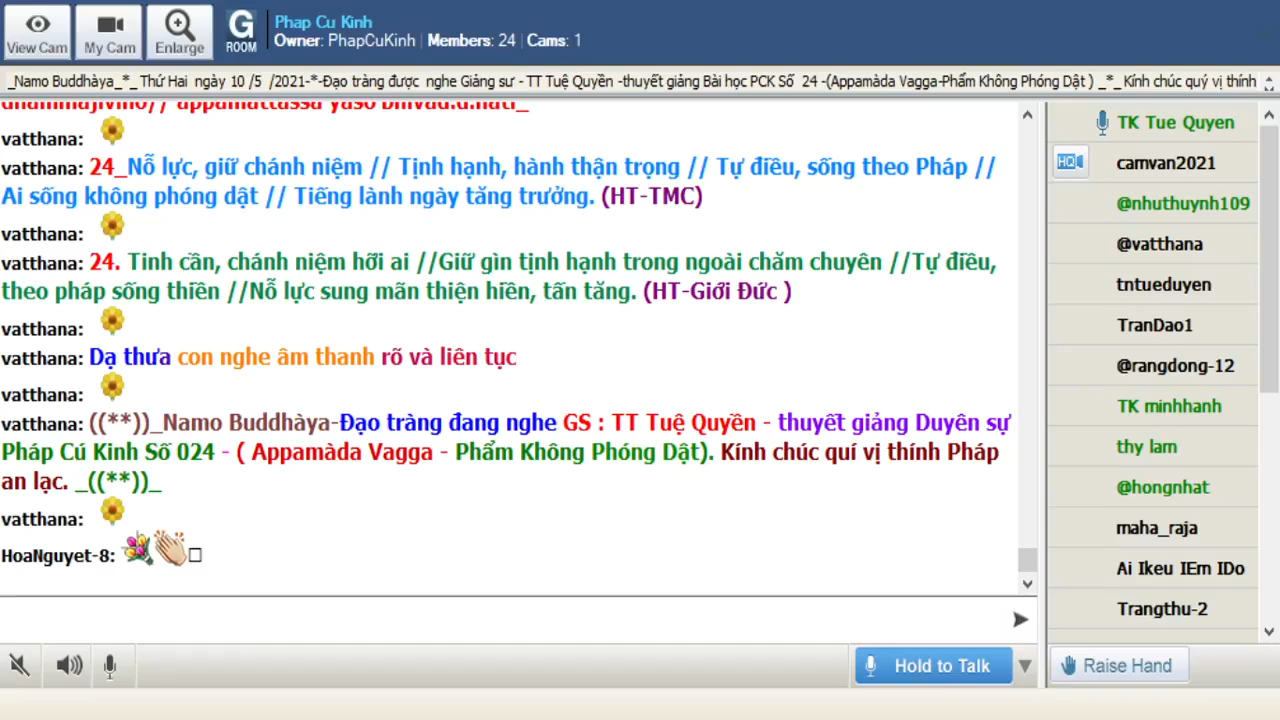 View Cam
My Cam
Enlarge
G
ROOM
Phap Cu Kinh
Owner: PhapCuKinh | Members: 24 | Cams: 1
_Namo Buddhàya_*_ Thứ Hai ngày 10 /5 /2021-*-Đạo tràng được nghe Giảng sư - TT Tuệ Quyền -thuyết giảng Bài học PCK Số 24 -(Appamàda Vagga-Phẩm Không Phóng Dật ) _*_ Kính chúc quý vị thính
dhammajivino// appamattassa yaso bhivad.d.hati_
vatthana:
vatthana: 24_Nỗ lực, giữ chánh niệm // Tịnh hạnh, hành thận trọng // Tự điều, sống theo Pháp //
Ai sống không phóng dật // Tiếng lành ngày tăng trưởng. (HT-TMC)
vatthana:
vatthana: 24. Tinh cần, chánh niệm hỡi ai //Giữ gìn tịnh hạnh trong ngoài chăm chuyên //Tự điều,
theo pháp sống thiền //Nỗ lực sung mãn thiện hiền, tấn tăng. (HT-Giới Đức )
vatthana:
vatthana: Dạ thưa con nghe âm thanh rõ và liên tục
vatthana:
vatthana: ((**))_Namo Buddhàya-Đạo tràng đang nghe GS : TT Tuệ Quyền - thuyết giảng Duyên sự
Pháp Cú Kinh Số 024 - ( Appamàda Vagga - Phẩm Không Phóng Dật). Kính chúc quí vị thính Pháp
an lạc. _((**))_
vatthana:
HoaNguyet-8:
TK Tue Quyen
HQ
camvan2021
@nhuthuynh109
@vatthana
tntueduyen
TranDao1
@rangdong-12
TK minhhanh
thy lam
@hongnhat
maha_raja
Ai Ikeu IEm IDo
Trangthu-2
Hold to Talk
Raise Hand